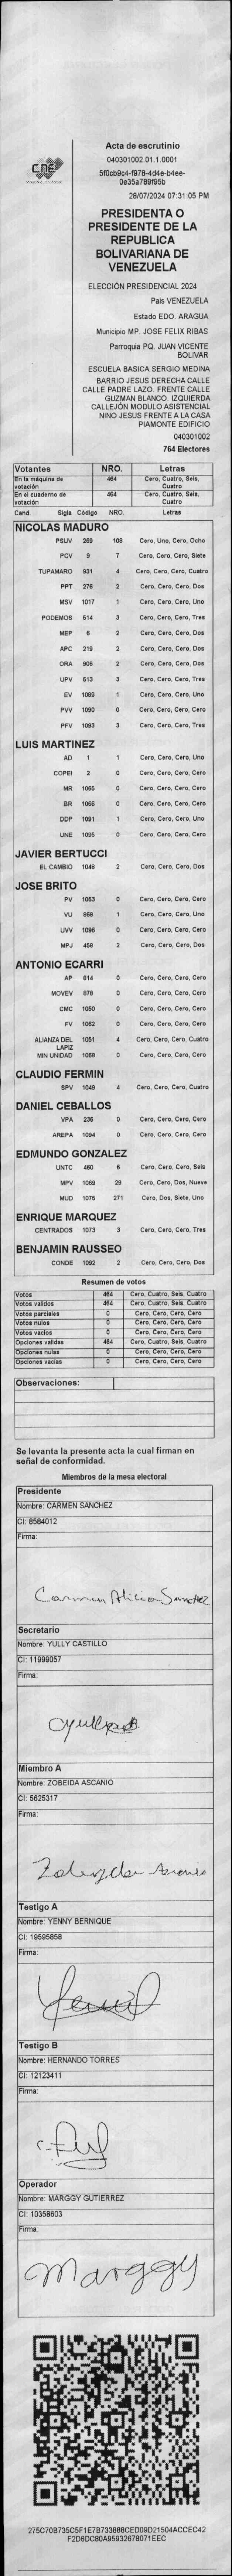 Acta de escrutinio
040301002.01.1.0001
5f0cb9c4-f978-4d4e-b4ee-
0e35a789f95b
28/07/2024 07:31:05 PM
CNE
PRESIDENTA O
PRESIDENTE DE LA
REPUBLICA
BOLIVARIANA DE
VENEZUELA
ELECCIÓN PRESIDENCIAL 2024
País VENEZUELA
Estado EDO. ARAGUA
Municipio MP. JOSE FELIX RIBAS
Parroquia PQ. JUAN VICENTE
BOLIVAR
ESCUELA BASICA SERGIO MEDINA
BARRIO JESUS DERECHA CALLE
CALLE PADRE LAZO. FRENTE CALLE
GUZMAN BLANCO. IZQUIERDA
CALLEJÓN MODULO ASISTENCIAL
NINO JESUS FRENTE A LA CASA
PIAMONTE EDIFICIO
040301002
764 Electores
Votantes NRO. Letras
En la máquina de votación 464 Cero, Cuatro, Seis, Cuatro
En el cuaderno de votación 464 Cero, Cuatro, Seis, Cuatro
Cand. Sigla Código NRO. Letras
NICOLAS MADURO
PSUV 269 108 Cero, Uno, Cero, Ocho
PCV 9 7 Cero, Cero, Cero, Siete
TUPAMARO 931 4 Cero, Cero, Cero, Cuatro
PPT 276 2 Cero, Cero, Cero, Dos
MSV 1017 1 Cero, Cero, Cero, Uno
PODEMOS 514 3 Cero, Cero, Cero, Tres
MEP 6 2 Cero, Cero, Cero, Dos
APC 219 2 Cero, Cero, Cero, Dos
ORA 906 2 Cero, Cero, Cero, Dos
UPV 613 3 Cero, Cero, Cero, Tres
EV 1089 1 Cero, Cero, Cero, Uno
PVV 1090 0 Cero, Cero, Cero, Cero
PFV 1093 3 Cero, Cero, Cero, Tres
LUIS MARTINEZ
AD 1 1 Cero, Cero, Cero, Uno
COPEI 2 0 Cero, Cero, Cero, Cero
MR 1065 0 Cero, Cero, Cero, Cero
BR 1066 0 Cero, Cero, Cero, Cero
DDP 1091 1 Cero, Cero, Cero, Uno
UNE 1095 0 Cero, Cero, Cero, Cero
JAVIER BERTUCCI
EL CAMBIO 1048 2 Cero, Cero, Cero, Dos
JOSE BRITO
PV 1053 0 Cero, Cero, Cero, Cero
VU 868 1 Cero, Cero, Cero, Uno
UVV 1096 0 Cero, Cero, Cero, Cero
MPJ 458 2 Cero, Cero, Cero, Dos
ANTONIO ECARRI
AP 814 0 Cero, Cero, Cero, Cero
MOVEV 878 0 Cero, Cero, Cero, Cero
CMC 1050 0 Cero, Cero, Cero, Cero
FV 1062 0 Cero, Cero, Cero, Cero
ALIANZA DEL LAPIZ 1051 4 Cero, Cero, Cero, Cuatro
MIN UNIDAD 1068 0 Cero, Cero, Cero, Cero
CLAUDIO FERMIN
SPV 1049 4 Cero, Cero, Cero, Cuatro
DANIEL CEBALLOS
VPA 236 0 Cero, Cero, Cero, Cero
AREPA 1094 0 Cero, Cero, Cero, Cero
EDMUNDO GONZALEZ
UNTC 460 6 Cero, Cero, Cero, Seis
MPV 1069 29 Cero, Cero, Dos, Nueve
MUD 1075 271 Cero, Dos, Siete, Uno
ENRIQUE MARQUEZ
CENTRADOS 1073 3 Cero, Cero, Cero, Tres
BENJAMIN RAUSSEO
CONDE 1092 2 Cero, Cero, Cero, Dos
Resumen de votos
Votos 464 Cero, Cuatro, Seis, Cuatro
Votos validos 464 Cero, Cuatro, Seis, Cuatro
Votos parciales 0 Cero, Cero, Cero, Cero
Votos nulos 0 Cero, Cero, Cero, Cero
Votos vacios 0 Cero, Cero, Cero, Cero
Opciones validas 464 Cero, Cuatro, Seis, Cuatro
Opciones nulas 0 Cero, Cero, Cero, Cero
Opciones vacias 0 Cero, Cero, Cero, Cero
Observaciones:
Se levanta la presente acta la cual firman en
señal de conformidad.
Miembros de la mesa electoral
Presidente
Nombre: CARMEN SANCHEZ
CI: 8584012
Firma:
Carmen Alicia Sanchez
Secretario
Nombre: YULLY CASTILLO
CI: 11999057
Firma:
Miembro A
Nombre: ZOBEIDA ASCANIO
CI: 5625317
Firma:
Zobeyda Ascanio
Testigo A
Nombre: YENNY BERNIQUE
CI: 19595858
Firma:
Testigo B
Nombre: HERNANDO TORRES
CI: 12123411
Firma:
Operador
Nombre: MARGGY GUTIERREZ
CI: 10358603
Firma:
Marggy
275C70B735C5F1E7B733888CED09D21504ACCEC42
F2D6DC80A95932678071EEC